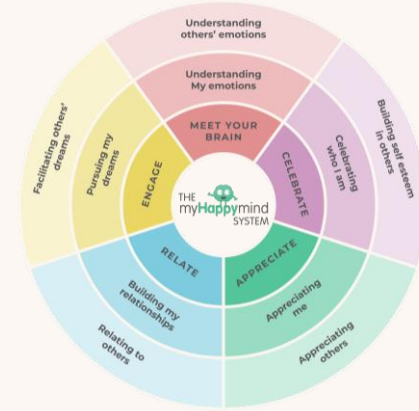 Understanding
others' emotions
Understanding
My emotions
MEET YOUR
BRAIN
Building self esteem
in others
Celebrating
who I am
CELEBRATE
Appreciating
others
Appreciating
me
APPRECIATE
Relating to
others
Building my
relationships
RELATE
Facilitating others'
dreams
Pursuing my
dreams
ENGAGE
THE
myHappymind
SYSTEM